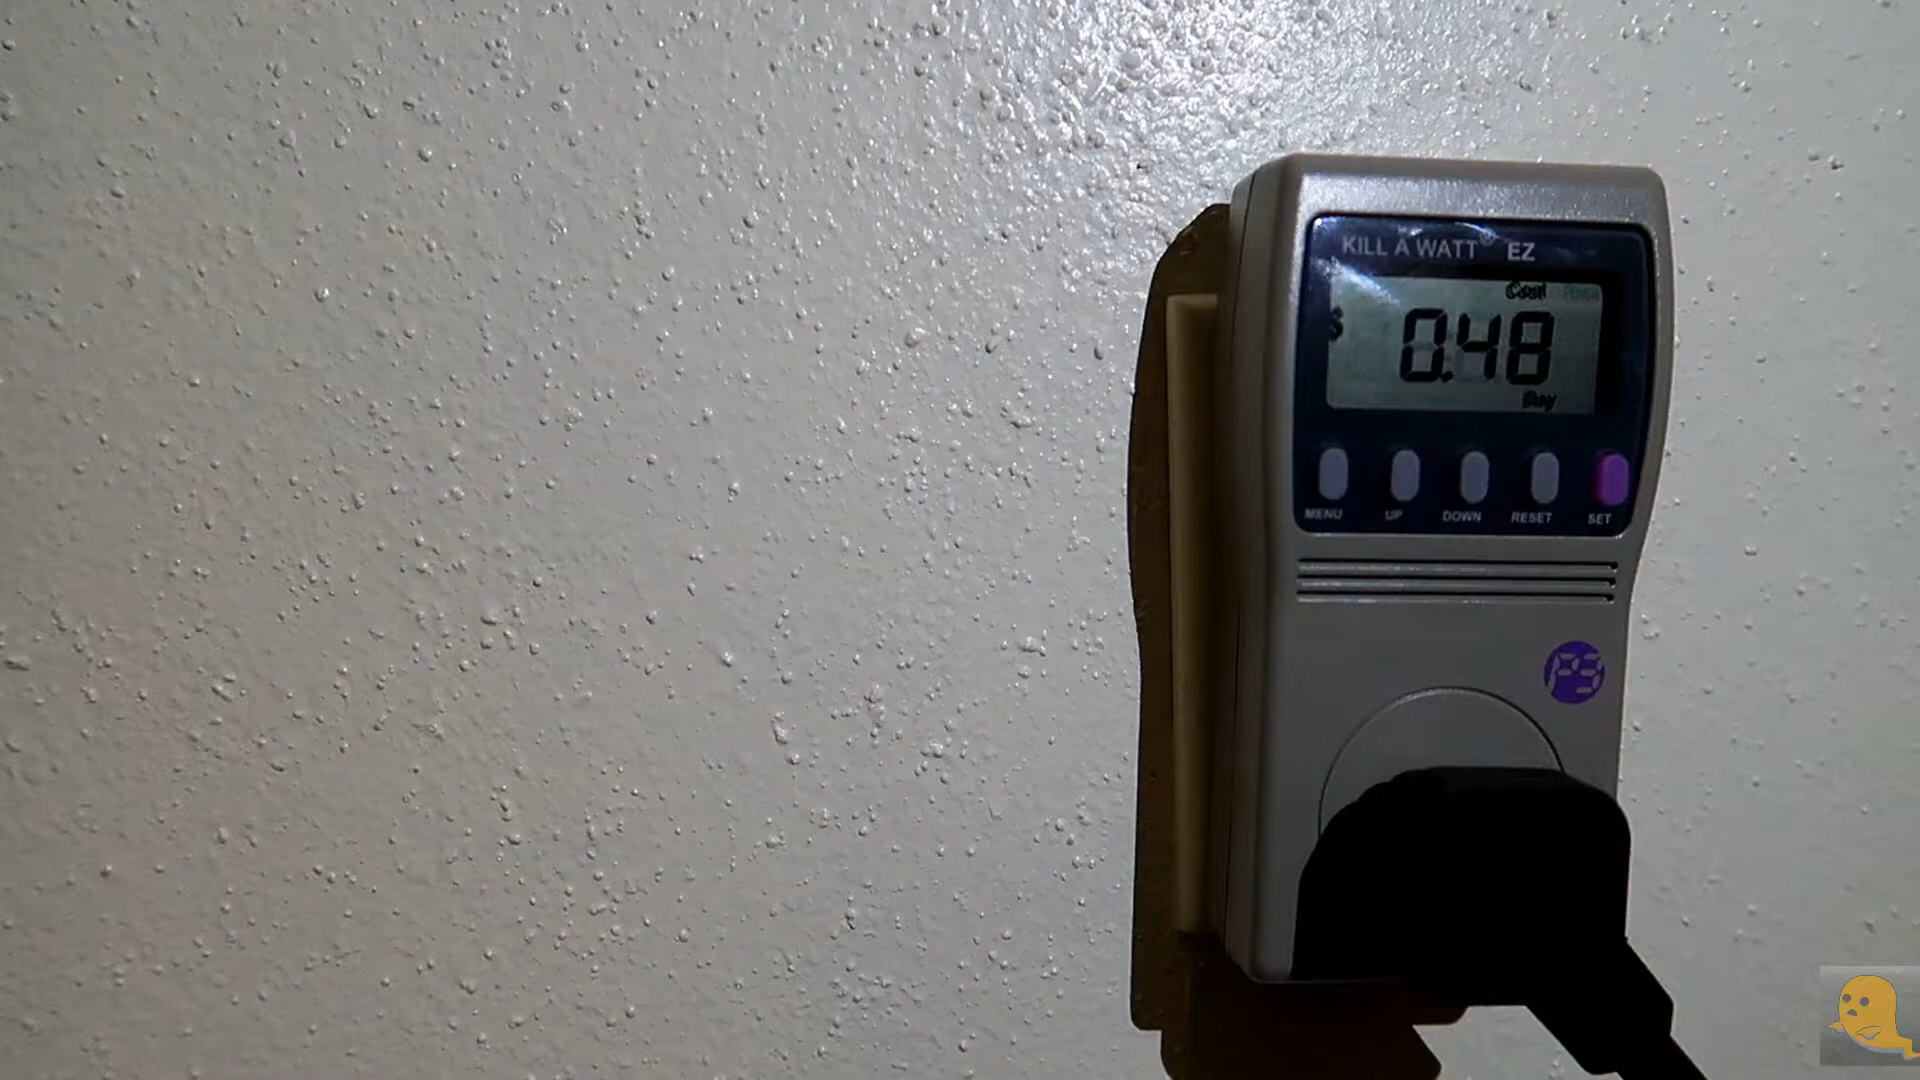 KILL A WATT® EZ
Cost
$ 0.48
Day
MENU UP DOWN RESET SET
P3